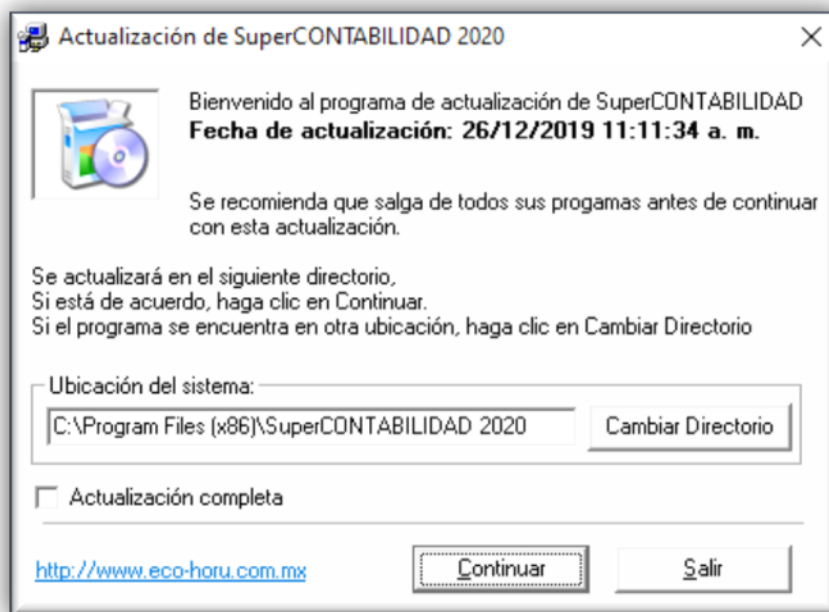 Actualización de SuperCONTABILIDAD 2020
Bienvenido al programa de actualización de SuperCONTABILIDAD
Fecha de actualización: 26/12/2019 11:11:34 a. m.
Se recomienda que salga de todos sus progamas antes de continuar
con esta actualización.
Se actualizará en el siguiente directorio,
Si está de acuerdo, haga clic en Continuar.
Si el programa se encuentra en otra ubicación, haga clic en Cambiar Directorio
Ubicación del sistema:
C:\Program Files (x86)\SuperCONTABILIDAD 2020
Cambiar Directorio
Actualización completa
http://www.eco-horu.com.mx
Continuar
Salir